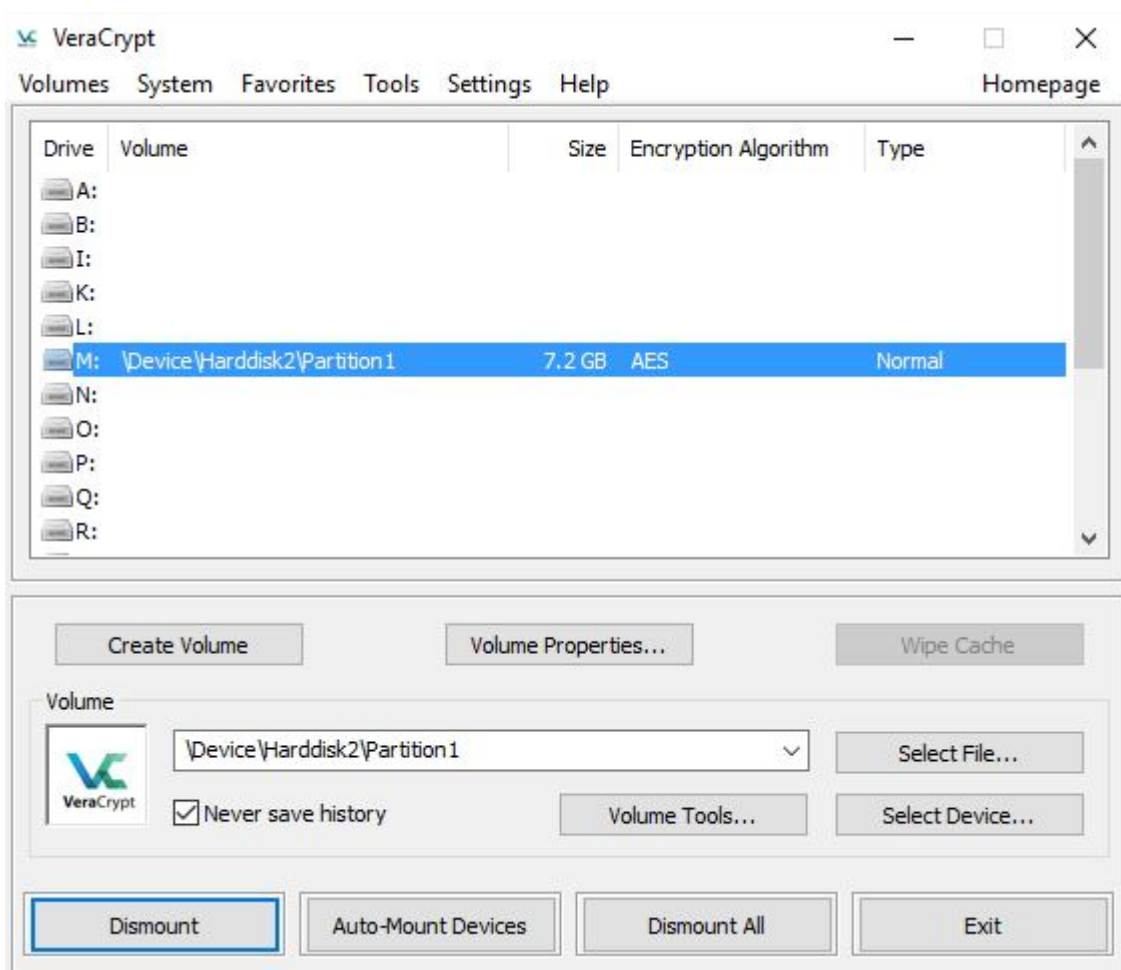 VeraCrypt
Volumes System Favorites Tools Settings Help Homepage
Drive Volume Size Encryption Algorithm Type
A:
B:
I:
K:
L:
M: \Device\Harddisk2\Partition1 7.2 GB AES Normal
N:
O:
P:
Q:
R:
Create Volume Volume Properties... Wipe Cache
Volume
\Device\Harddisk2\Partition1 Select File...
VeraCrypt
Never save history Volume Tools... Select Device...
Dismount Auto-Mount Devices Dismount All Exit